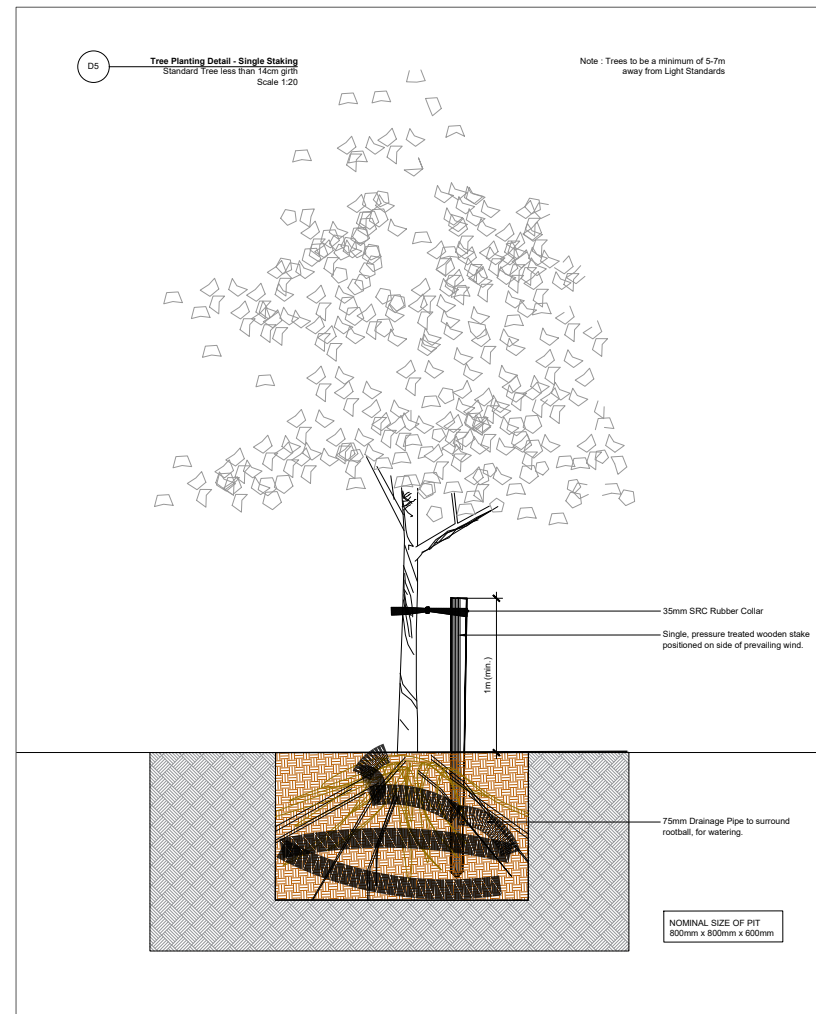 D5
Tree Planting Detail - Single Staking
Standard Tree less than 14cm girth
Scale 1:20
Note : Trees to be a minimum of 5-7m
away from Light Standards
35mm SRC Rubber Collar
Single, pressure treated wooden stake
positioned on side of prevailing wind.
1m (min.)
75mm Drainage Pipe to surround
rootball, for watering.
NOMINAL SIZE OF PIT
800mm x 800mm x 600mm